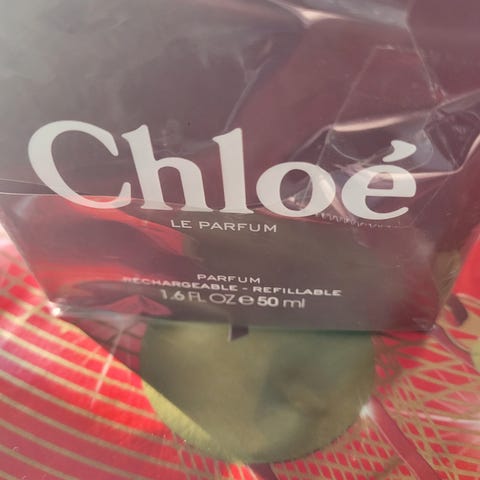 Chloé
LE PARFUM
PARFUM
RECHARGEABLE - REFILLABLE
1.6 FL OZ e 50 ml